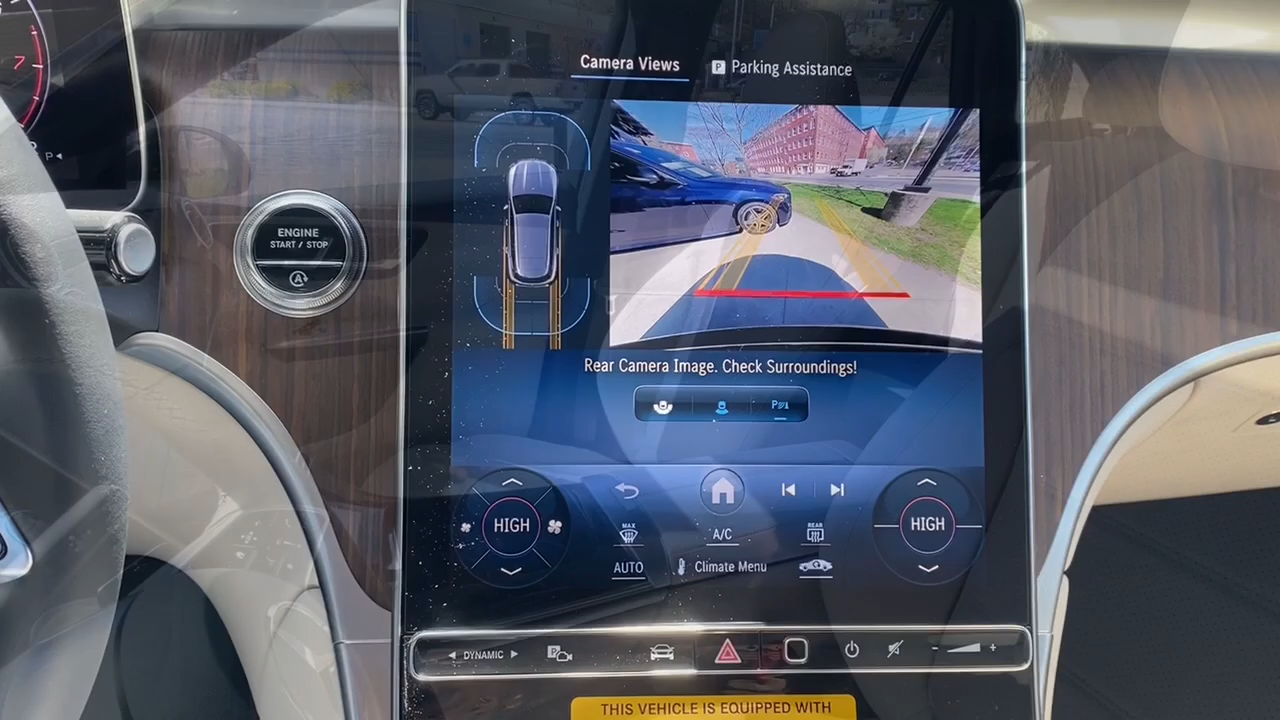 7
P
Camera Views
P Parking Assistance
ENGINE
START / STOP
A
Rear Camera Image. Check Surroundings!
P
HIGH
HIGH
MAX
A/C
REAR
AUTO
Climate Menu
DYNAMIC
P
- +
THIS VEHICLE IS EQUIPPED WITH